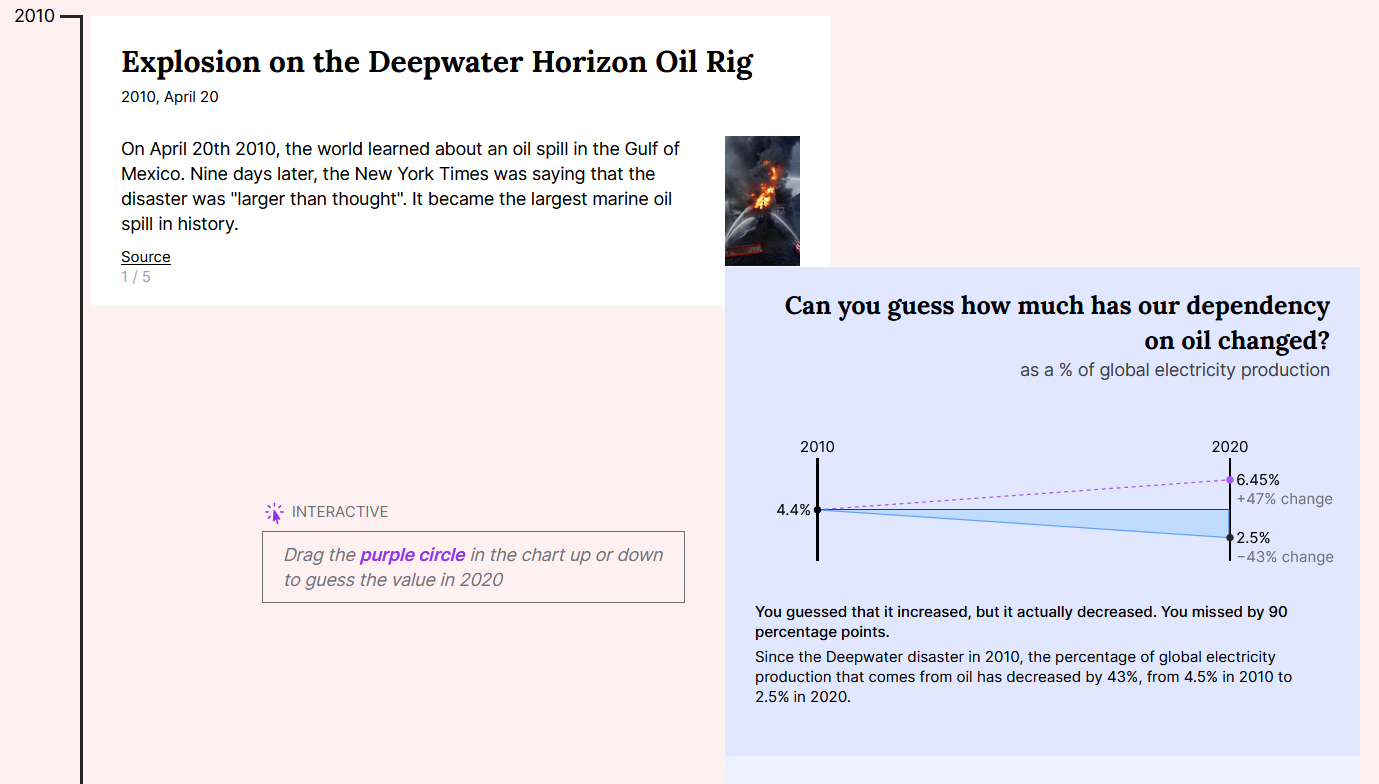 2010
Explosion on the Deepwater Horizon Oil Rig
2010, April 20
On April 20th 2010, the world learned about an oil spill in the Gulf of
Mexico. Nine days later, the New York Times was saying that the
disaster was "larger than thought". It became the largest marine oil
spill in history.
Source
1 / 5
Can you guess how much has our dependency
on oil changed?
as a % of global electricity production
2010
2020
6.45%
+47% change
4.4%
2.5%
−43% change
INTERACTIVE
Drag the purple circle in the chart up or down
to guess the value in 2020
You guessed that it increased, but it actually decreased. You missed by 90
percentage points.
Since the Deepwater disaster in 2010, the percentage of global electricity
production that comes from oil has decreased by 43%, from 4.5% in 2010 to
2.5% in 2020.